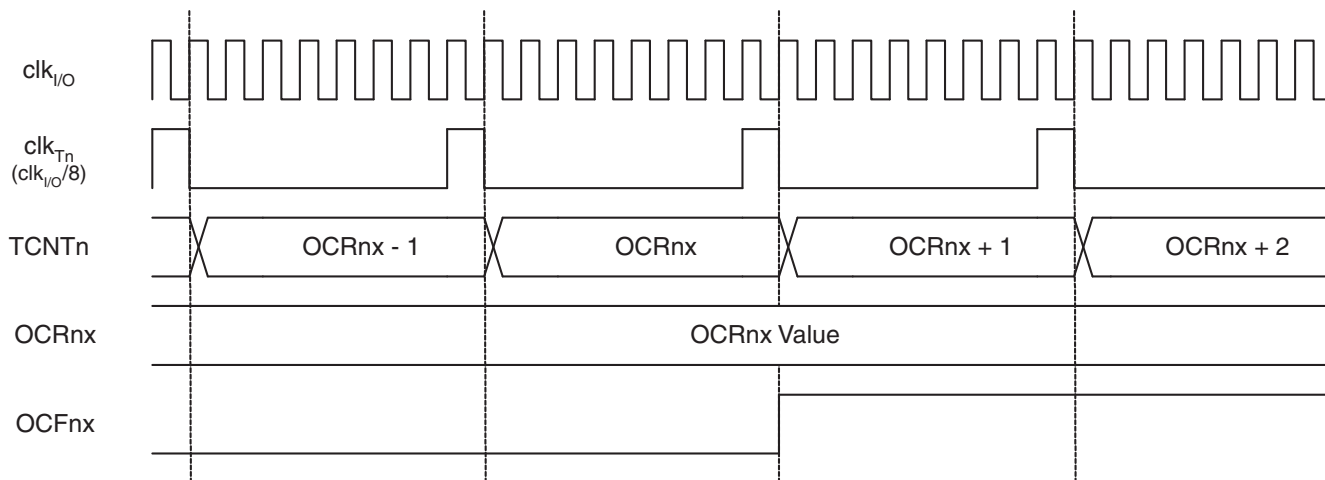 clkI/O
clkTn
(clkI/O/8)
TCNTn OCRnx - 1 OCRnx OCRnx + 1 OCRnx + 2
OCRnx OCRnx Value
OCFnx